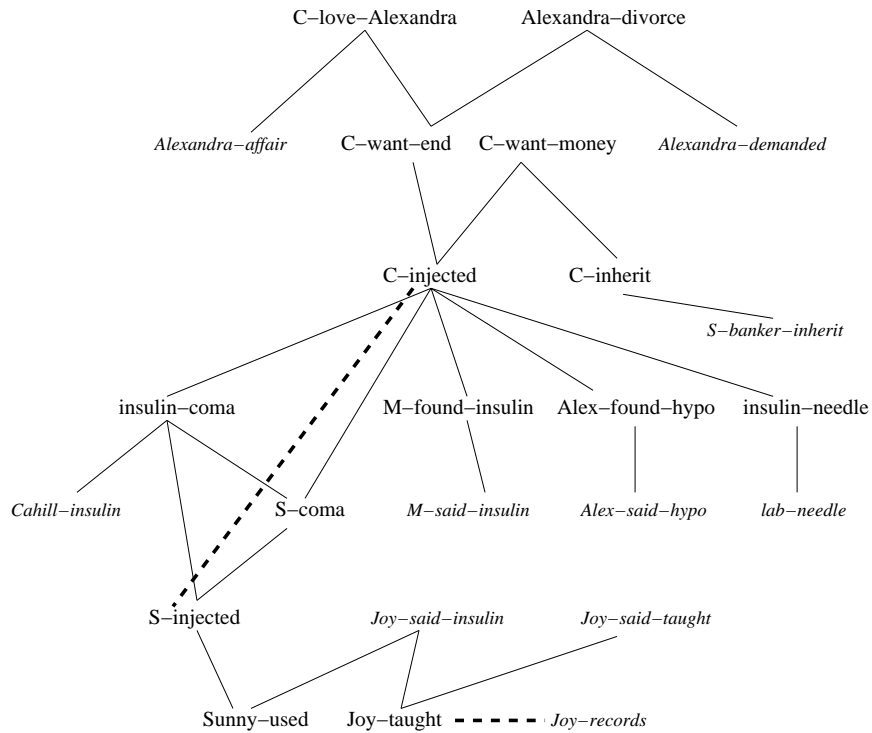 C−love−Alexandra Alexandra−divorce
Alexandra−affair C−want−end C−want−money Alexandra−demanded
C−injected C−inherit
S−banker−inherit
insulin−coma M−found−insulin Alex−found−hypo insulin−needle
Cahill−insulin S−coma M−said−insulin Alex−said−hypo lab−needle
S−injected Joy−said−insulin Joy−said−taught
Sunny−used Joy−taught Joy−records